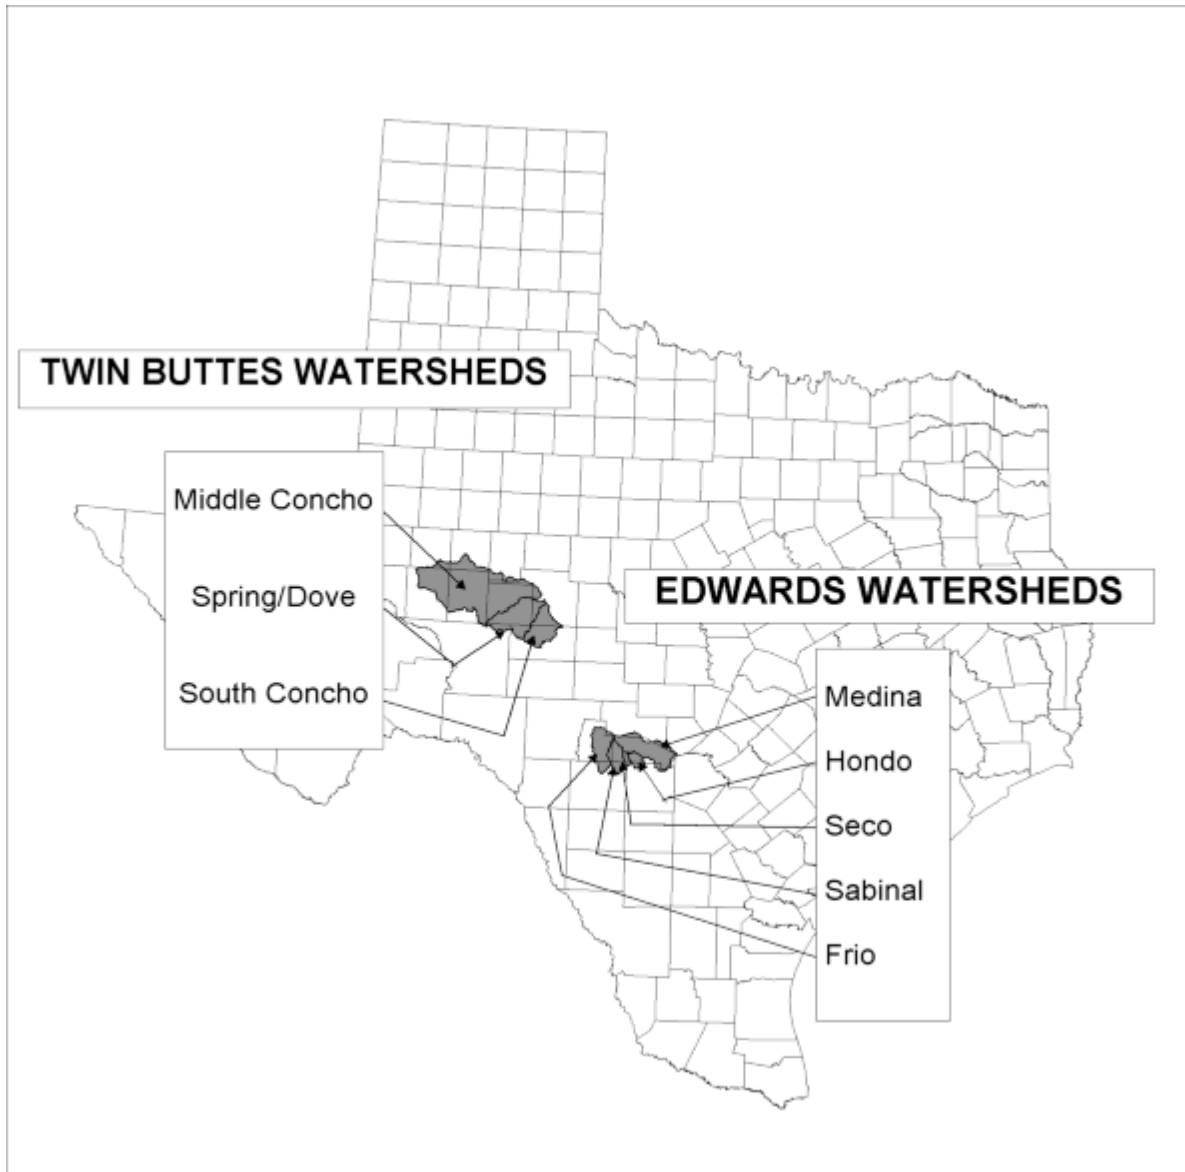 TWIN BUTTES WATERSHEDS
Middle Concho
Spring/Dove
South Concho
EDWARDS WATERSHEDS
Medina
Hondo
Seco
Sabinal
Frio